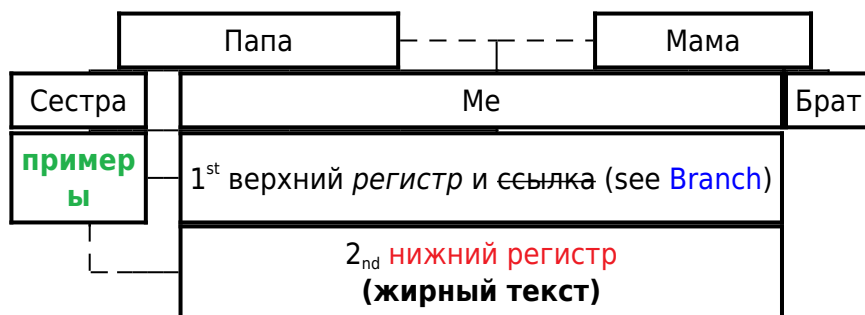 Папа Мама
Сестра Ме Брат
пример
ы
1st верхний регистр и ссылка (see Branch)
2nd нижний регистр
(жирный текст)